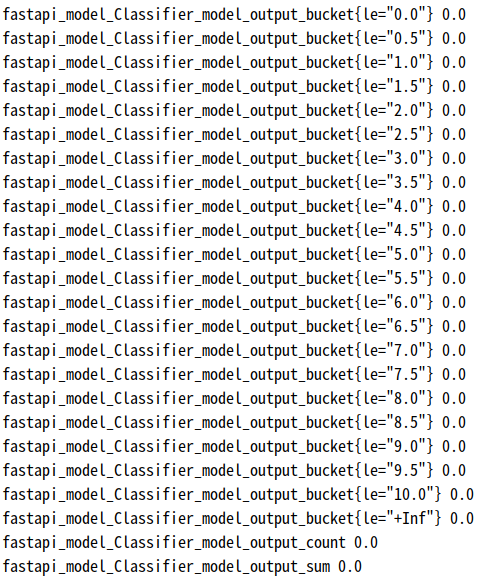 fastapi_model_Classifier_model_output_bucket{le="0.0"} 0.0
fastapi_model_Classifier_model_output_bucket{le="0.5"} 0.0
fastapi_model_Classifier_model_output_bucket{le="1.0"} 0.0
fastapi_model_Classifier_model_output_bucket{le="1.5"} 0.0
fastapi_model_Classifier_model_output_bucket{le="2.0"} 0.0
fastapi_model_Classifier_model_output_bucket{le="2.5"} 0.0
fastapi_model_Classifier_model_output_bucket{le="3.0"} 0.0
fastapi_model_Classifier_model_output_bucket{le="3.5"} 0.0
fastapi_model_Classifier_model_output_bucket{le="4.0"} 0.0
fastapi_model_Classifier_model_output_bucket{le="4.5"} 0.0
fastapi_model_Classifier_model_output_bucket{le="5.0"} 0.0
fastapi_model_Classifier_model_output_bucket{le="5.5"} 0.0
fastapi_model_Classifier_model_output_bucket{le="6.0"} 0.0
fastapi_model_Classifier_model_output_bucket{le="6.5"} 0.0
fastapi_model_Classifier_model_output_bucket{le="7.0"} 0.0
fastapi_model_Classifier_model_output_bucket{le="7.5"} 0.0
fastapi_model_Classifier_model_output_bucket{le="8.0"} 0.0
fastapi_model_Classifier_model_output_bucket{le="8.5"} 0.0
fastapi_model_Classifier_model_output_bucket{le="9.0"} 0.0
fastapi_model_Classifier_model_output_bucket{le="9.5"} 0.0
fastapi_model_Classifier_model_output_bucket{le="10.0"} 0.0
fastapi_model_Classifier_model_output_bucket{le="+Inf"} 0.0
fastapi_model_Classifier_model_output_count 0.0
fastapi_model_Classifier_model_output_sum 0.0